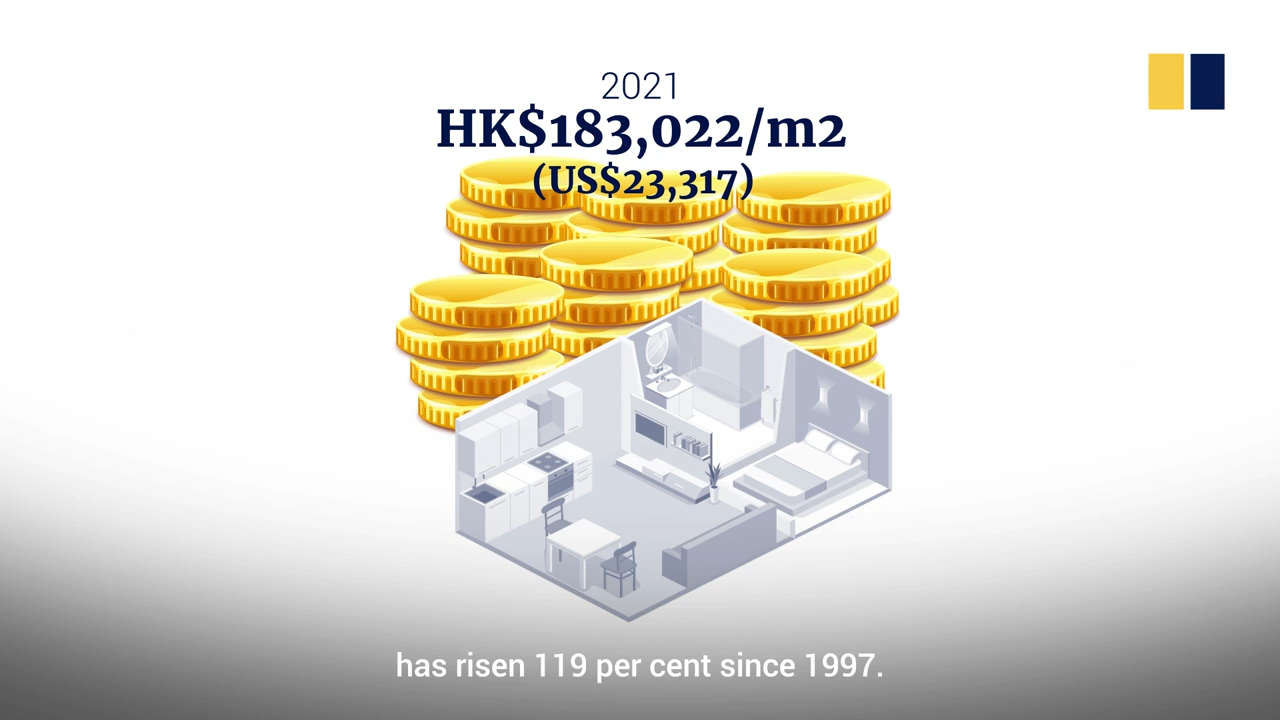 2021
HK$183,022/m2
(US$23,317)
has risen 119 per cent since 1997.